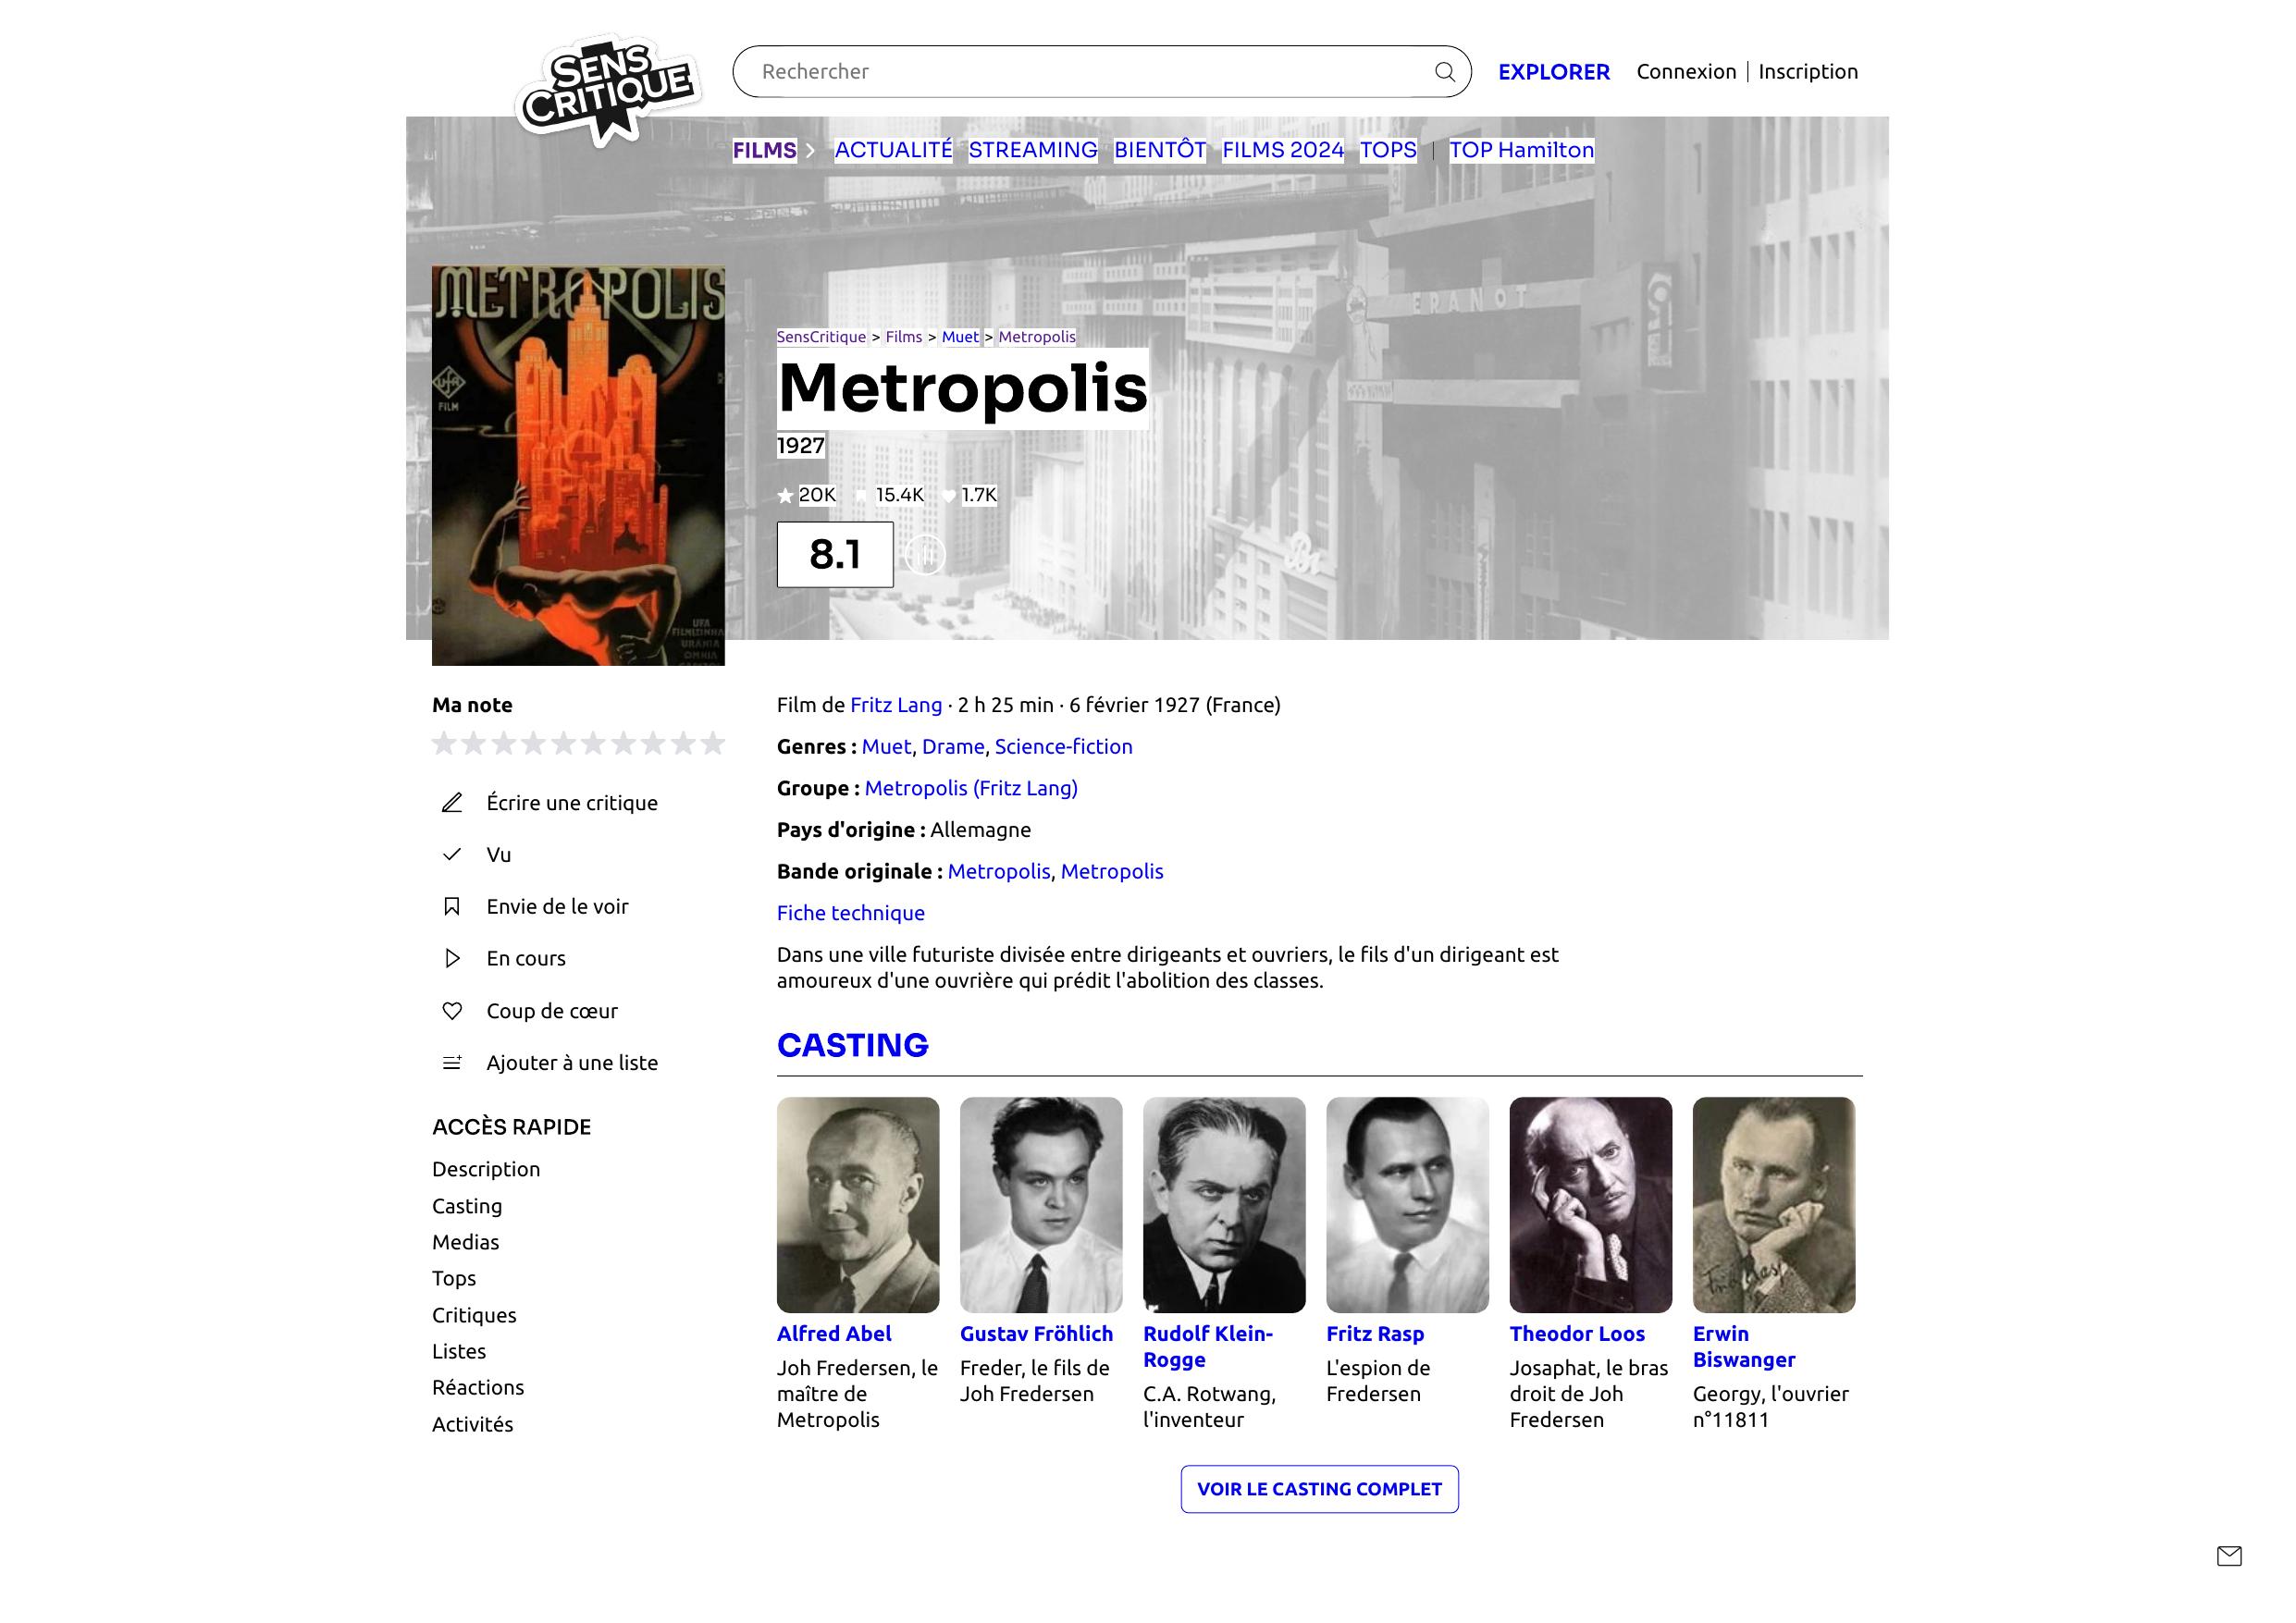 SENS
CRITIQUE
Rechercher
EXPLORER
Connexion
Inscription
FILMS
ACTUALITÉ
STREAMING
BIENTÔT
FILMS 2024
TOPS
TOP Hamilton
METROPOLIS
UFA
FILM
SensCritique > Films > Muet > Metropolis
Metropolis
1927
20K
15.4K
1.7K
8.1
Ma note
Écrire une critique
Vu
Envie de le voir
En cours
Coup de cœur
Ajouter à une liste
ACCÈS RAPIDE
Description
Casting
Medias
Tops
Critiques
Listes
Réactions
Activités
Film de Fritz Lang · 2 h 25 min · 6 février 1927 (France)
Genres : Muet, Drame, Science-fiction
Groupe : Metropolis (Fritz Lang)
Pays d'origine : Allemagne
Bande originale : Metropolis, Metropolis
Fiche technique
Dans une ville futuriste divisée entre dirigeants et ouvriers, le fils d'un dirigeant est
amoureux d'une ouvrière qui prédit l'abolition des classes.
CASTING
Alfred Abel
Joh Fredersen, le
maître de
Metropolis
Gustav Fröhlich
Freder, le fils de
Joh Fredersen
Rudolf Klein-
Rogge
C.A. Rotwang,
l'inventeur
Fritz Rasp
L'espion de
Fredersen
Theodor Loos
Josaphat, le bras
droit de Joh
Fredersen
Erwin
Biswanger
Georgy, l'ouvrier
n°11811
VOIR LE CASTING COMPLET